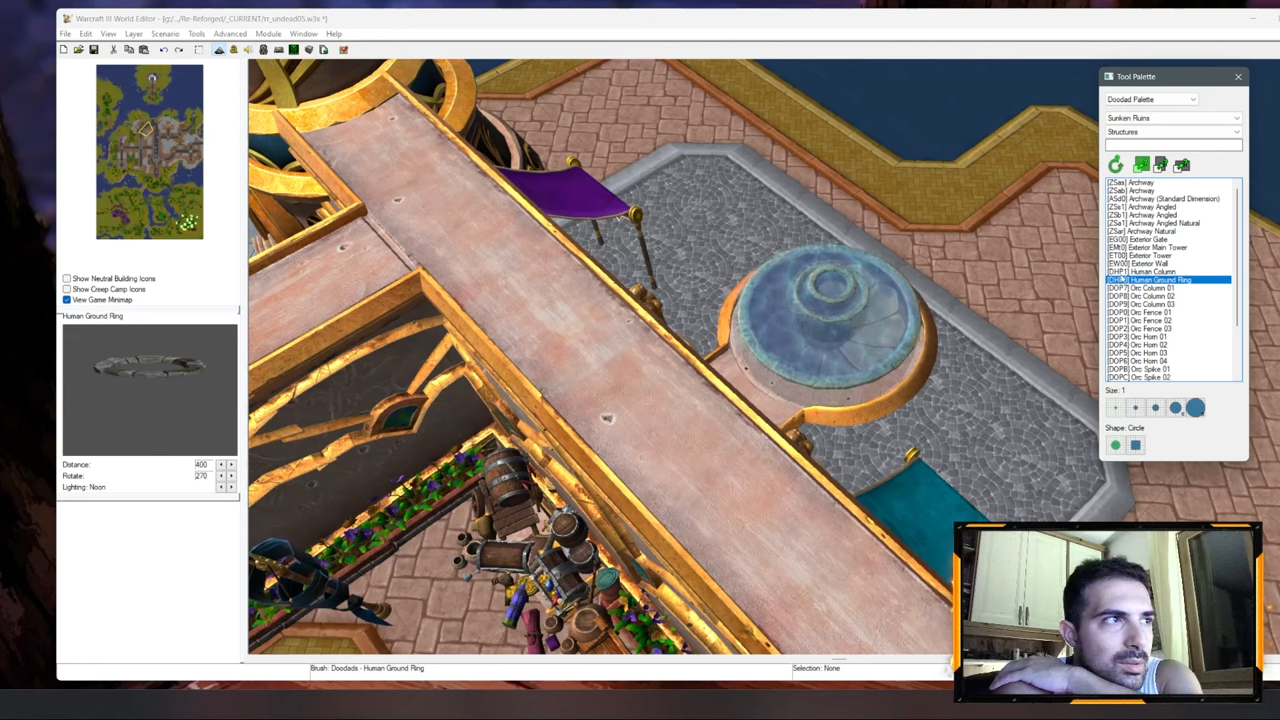 Warcraft III World Editor - [g:/../Re-Reforged/_CURRENT/rr_undead05.w3x *]
File Edit View Layer Scenario Tools Advanced Module Window Help
Tool Palette
Doodad Palette
Sunken Ruins
Structures
[ZSas] Archway
[ZSab] Archway
[ASd0] Archway (Standard Dimension)
[ZSs1] Archway Angled
[ZSb1] Archway Angled
[ZSa1] Archway Angled Natural
[ZSar] Archway Natural
[EG00] Exterior Gate
[EMt0] Exterior Main Tower
[ET00] Exterior Tower
[EW00] Exterior Wall
[DHP1] Human Column
Human Ground Ring
[DOP7] Orc Column 01
[DOP8] Orc Column 02
[DOP9] Orc Column 03
[DOP0] Orc Fence 01
[DOP1] Orc Fence 02
[DOP2] Orc Fence 03
[DOP3] Orc Horn 01
[DOP4] Orc Horn 02
[DOP5] Orc Horn 03
[DOP6] Orc Horn 04
[DOPB] Orc Spike 01
[DOPC] Orc Spike 02
Size: 1
Shape: Circle
Show Neutral Building Icons
Show Creep Camp Icons
View Game Minimap
Human Ground Ring
Distance: 400
Rotate: 270
Lighting: Noon
Brush: Doodads - Human Ground Ring
Selection: None